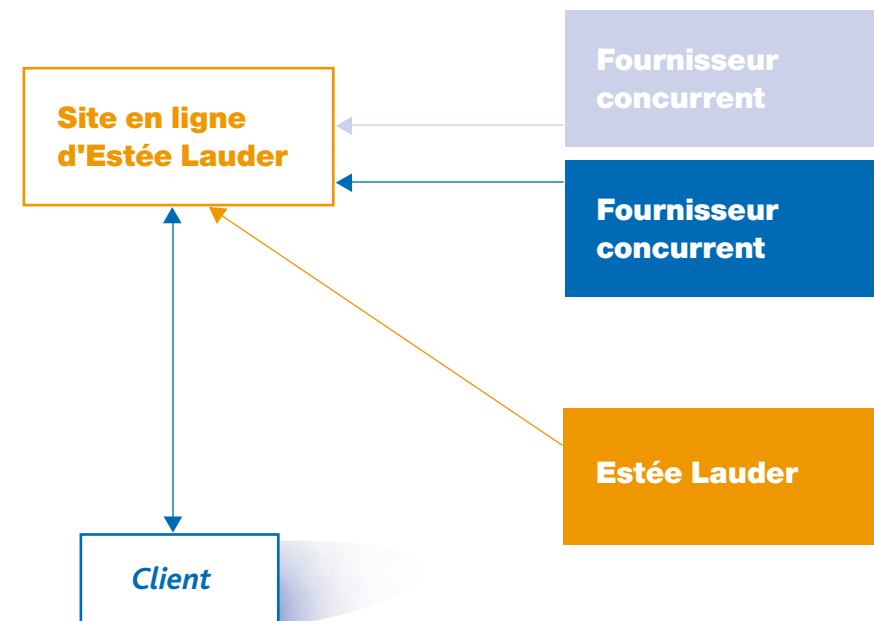 Fournisseur
concurrent
Site en ligne
d'Estée Lauder
Fournisseur
concurrent
Estée Lauder
Client